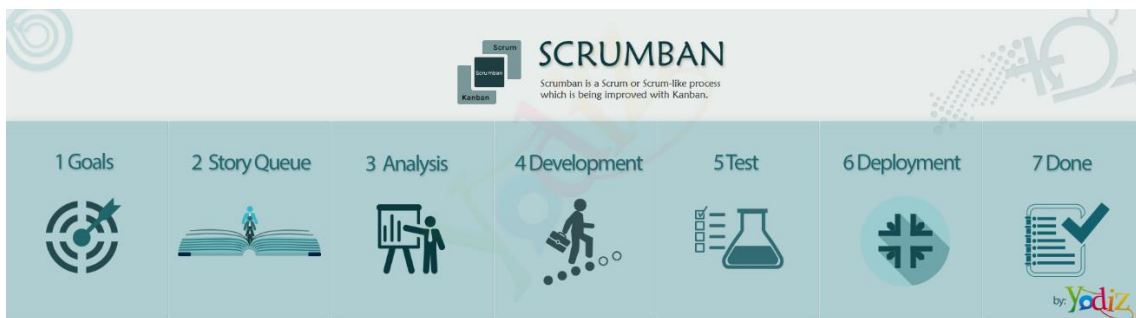 Scrum
Scrumban
Kanban
SCRUMBAN
Scrumban is a Scrum or Scrum-like process
which is being improved with Kanban.
1 Goals
2 Story Queue
3 Analysis
4 Development
5 Test
6 Deployment
7 Done
by: Yodiz